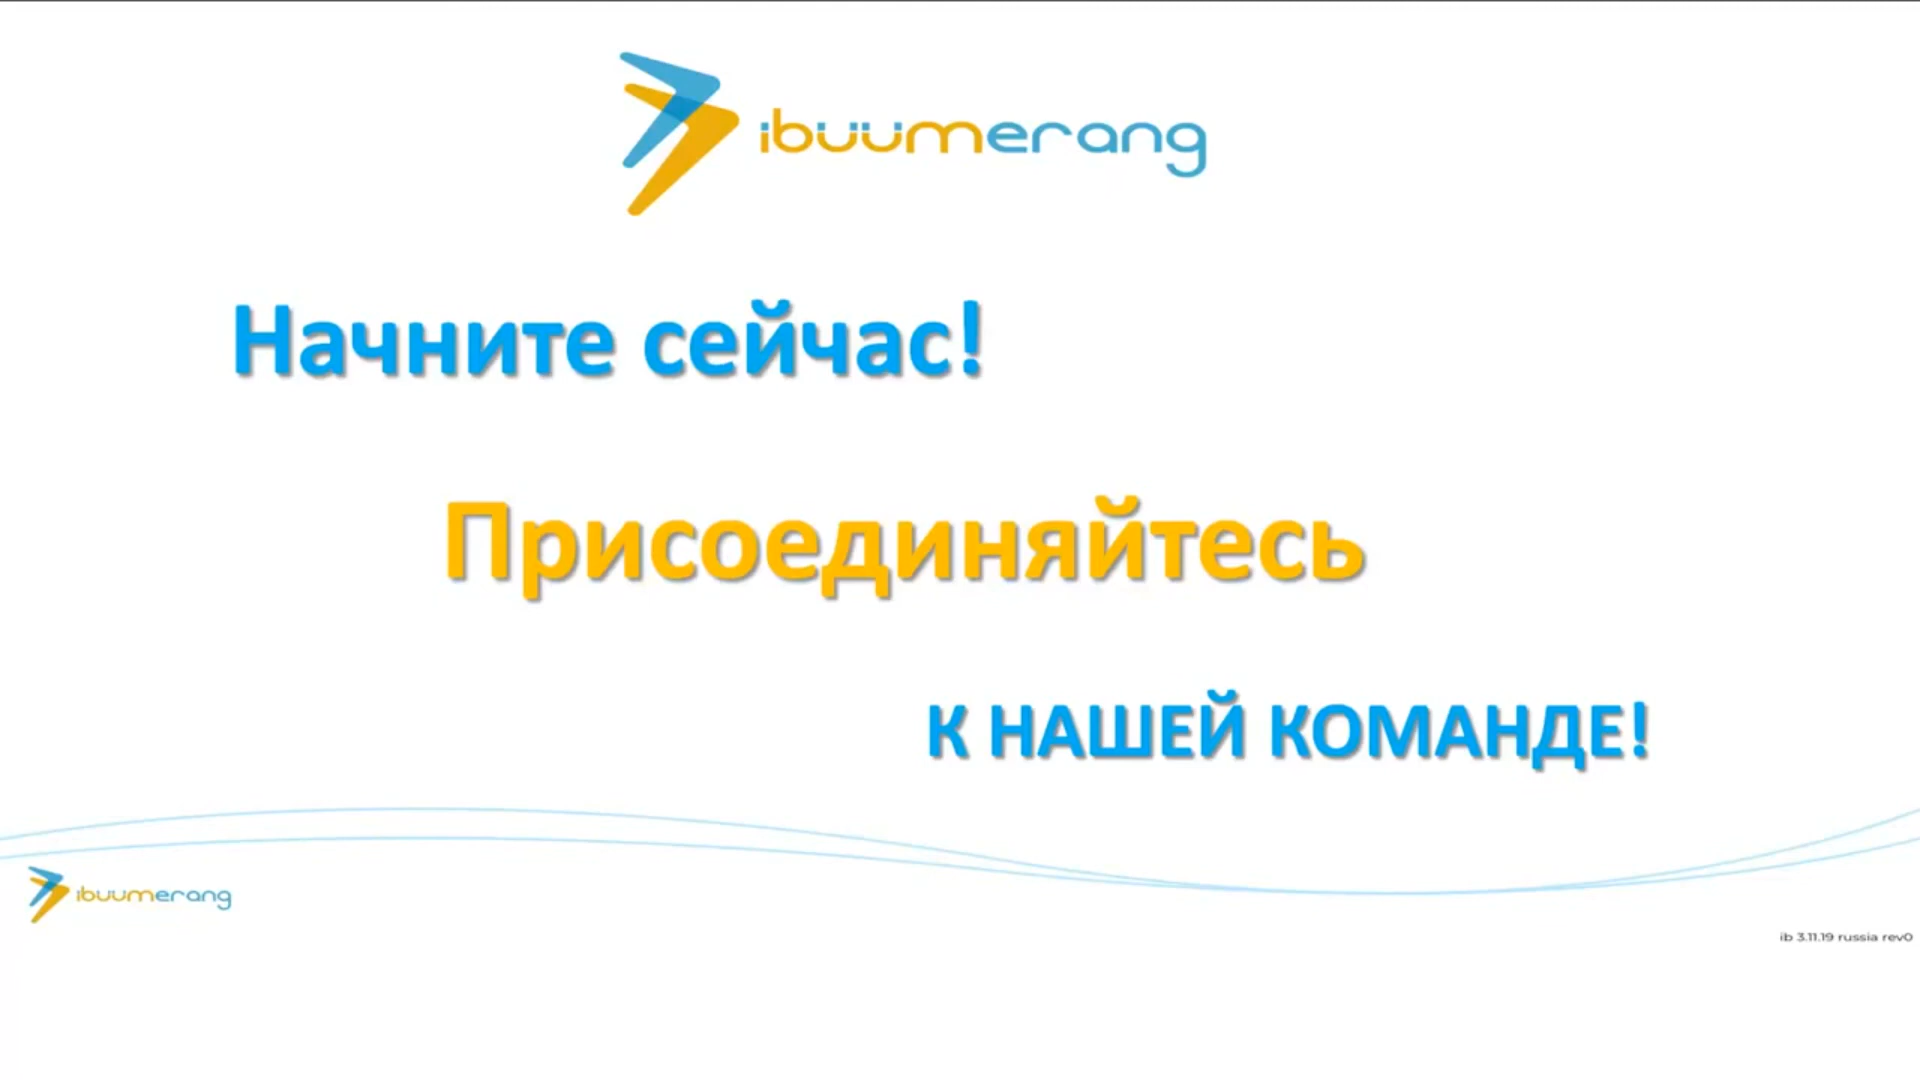 ibuumerang
Начните сейчас!
Присоединяйтесь
К НАШЕЙ КОМАНДЕ!
ibuumerang
ib 3.11.19 russia rev0